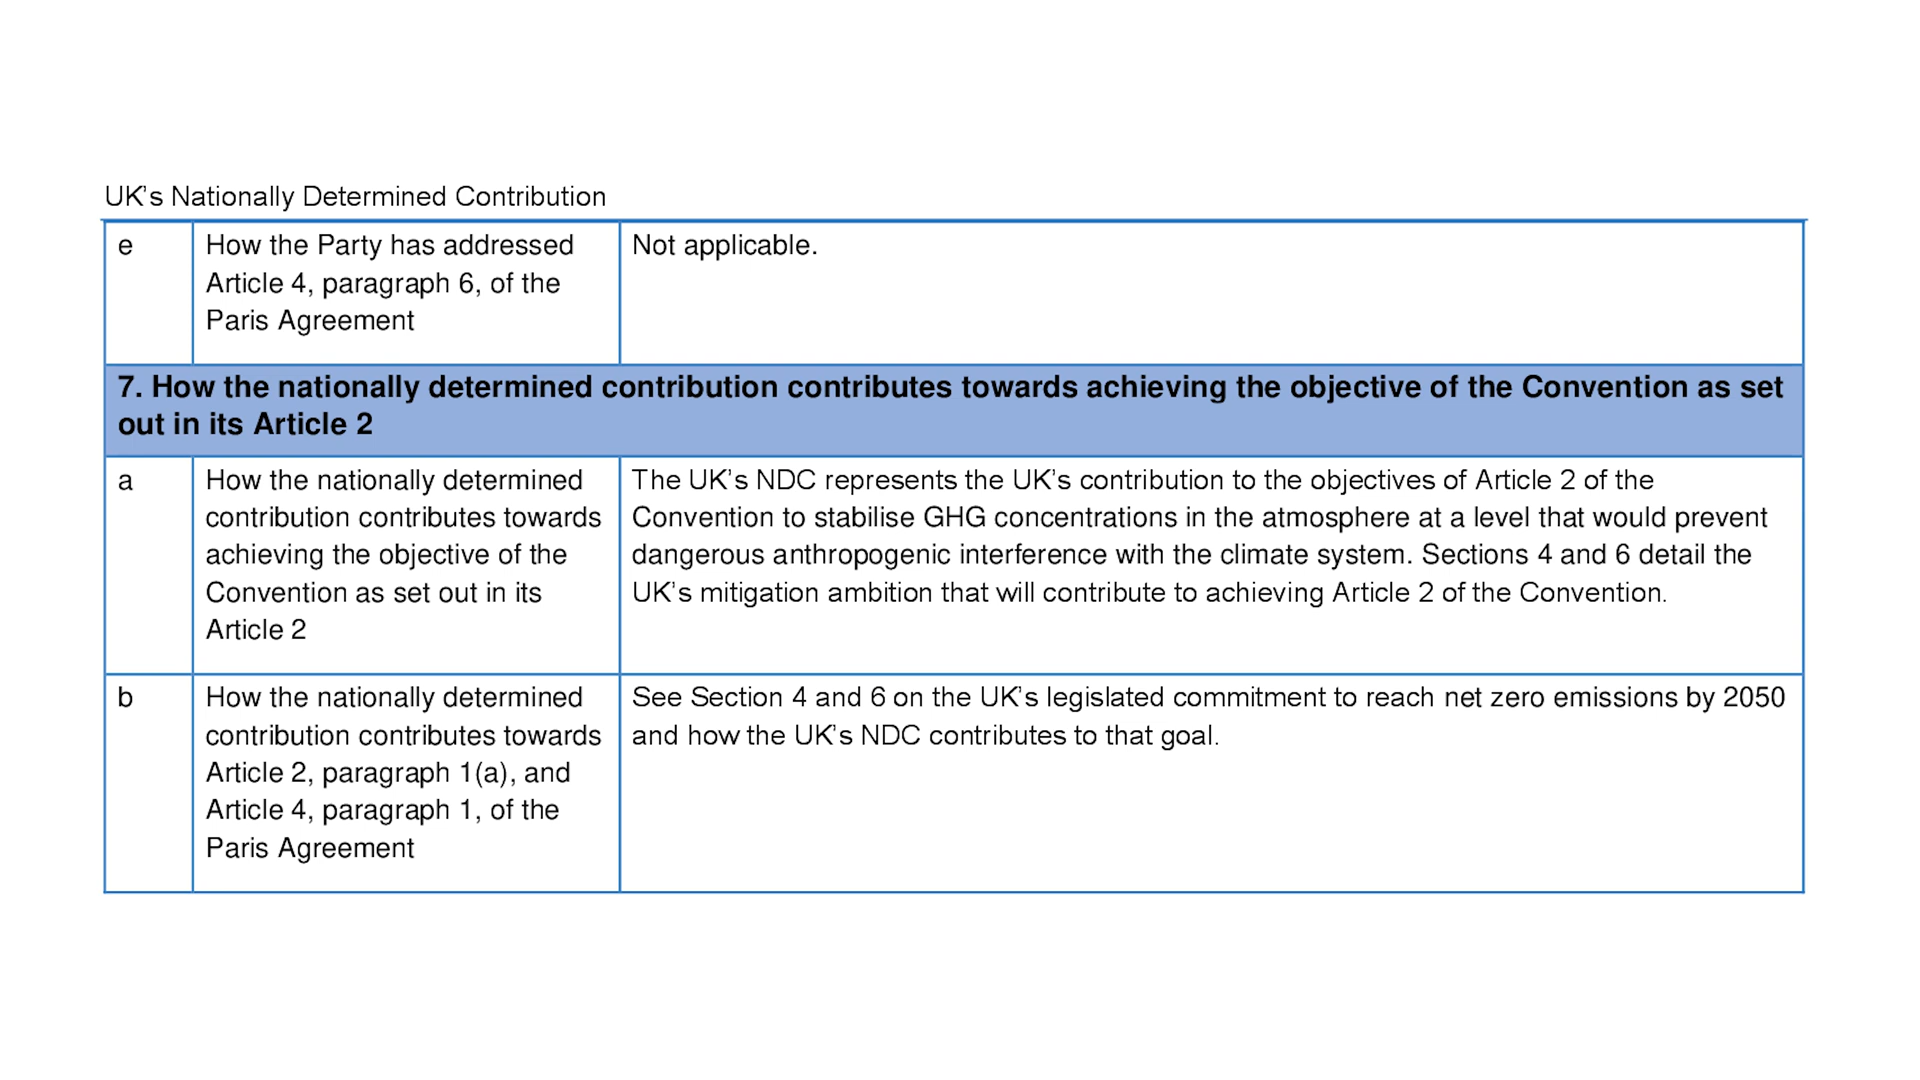 UK's Nationally Determined Contribution
e
How the Party has addressed
Article 4, paragraph 6, of the
Paris Agreement
Not applicable.
7. How the nationally determined contribution contributes towards achieving the objective of the Convention as set
out in its Article 2
a
How the nationally determined
contribution contributes towards
achieving the objective of the
Convention as set out in its
Article 2
The UK's NDC represents the UK's contribution to the objectives of Article 2 of the
Convention to stabilise GHG concentrations in the atmosphere at a level that would prevent
dangerous anthropogenic interference with the climate system. Sections 4 and 6 detail the
UK's mitigation ambition that will contribute to achieving Article 2 of the Convention.
b
How the nationally determined
contribution contributes towards
Article 2, paragraph 1(a), and
Article 4, paragraph 1, of the
Paris Agreement
See Section 4 and 6 on the UK's legislated commitment to reach net zero emissions by 2050
and how the UK's NDC contributes to that goal.